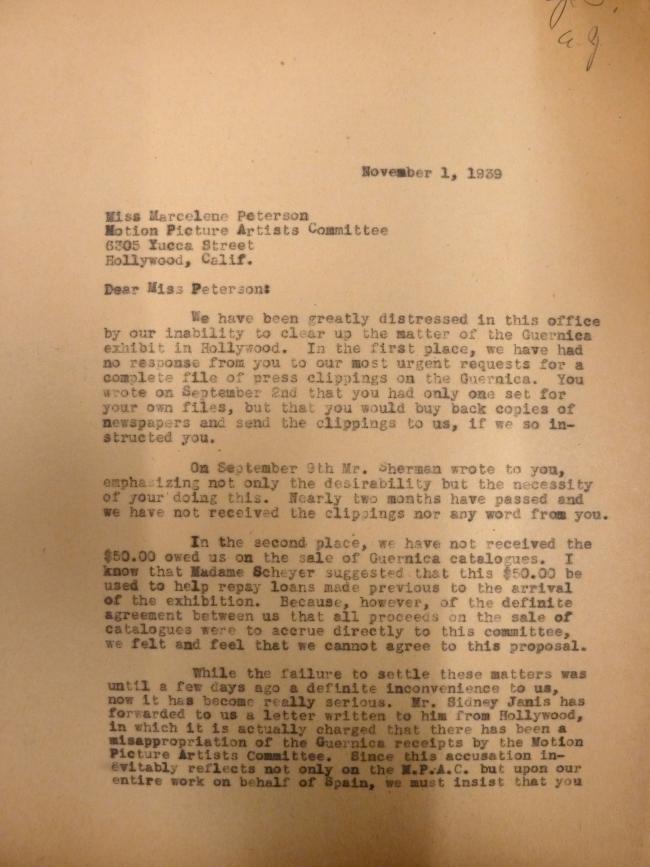 a.g.
November 1, 1939
Miss Marcelene Peterson
Motion Picture Artists Committee
6305 Yucca Street
Hollywood, Calif.
Dear Miss Peterson:
We have been greatly distressed in this office
by our inability to clear up the matter of the Guernica
exhibit in Hollywood. In the first place, we have had
no response from you to our most urgent requests for a
complete file of press clippings on the Guernica. You
wrote on September 2nd that you had only one set for
your own files, but that you would buy back copies of
newspapers and send the clippings to us, if we so in-
structed you.
On September 9th Mr. Sherman wrote to you,
emphasizing not only the desirability but the necessity
of your doing this. Nearly two months have passed and
we have not received the clippings nor any word from you.
In the second place, we have not received the
$50.00 owed us on the sale of Guernica catalogues. I
know that Madame Scheyer suggested that this $50.00 be
used to help repay loans made previous to the arrival
of the exhibition. Because, however, of the definite
agreement between us that all proceeds on the sale of
catalogues were to accrue directly to this committee,
we felt and feel that we cannot agree to this proposal.
While the failure to settle these matters was
until a few days ago a definite inconvenience to us,
now it has become really serious. Mr. Sidney Janis has
forwarded to us a letter written to him from Hollywood,
in which it is actually charged that there has been a
misappropriation of the Guernica receipts by the Motion
Picture Artists Committee. Since this accusation in-
evitably reflects not only on the M.P.A.C. but upon our
entire work on behalf of Spain, we must insist that you